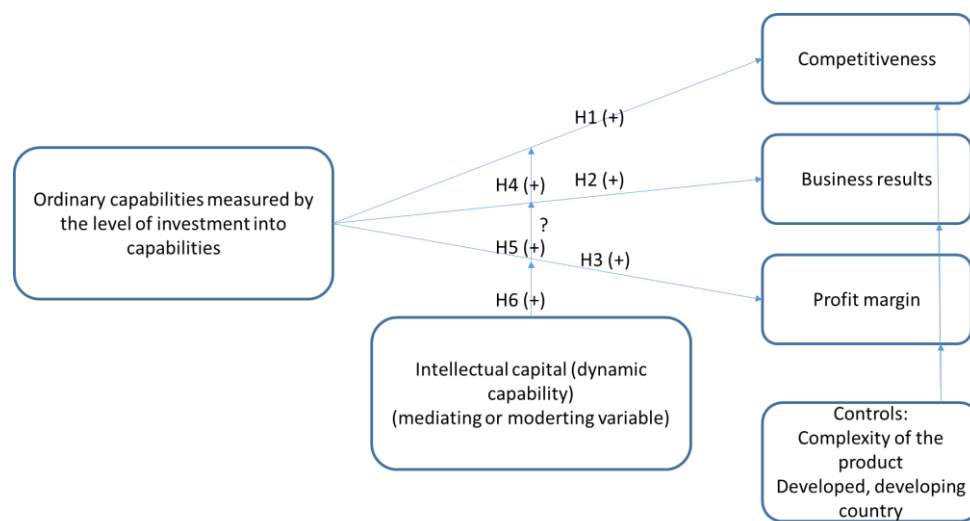 Competitiveness
H1 (+)
Ordinary capabilities measured by
the level of investment into
capabilities
H4 (+)
H2 (+)
Business results
?
H5 (+)
H3 (+)
H6 (+)
Profit margin
Intellectual capital (dynamic
capability)
(mediating or moderting variable)
Controls:
Complexity of the
product
Developed, developing
country